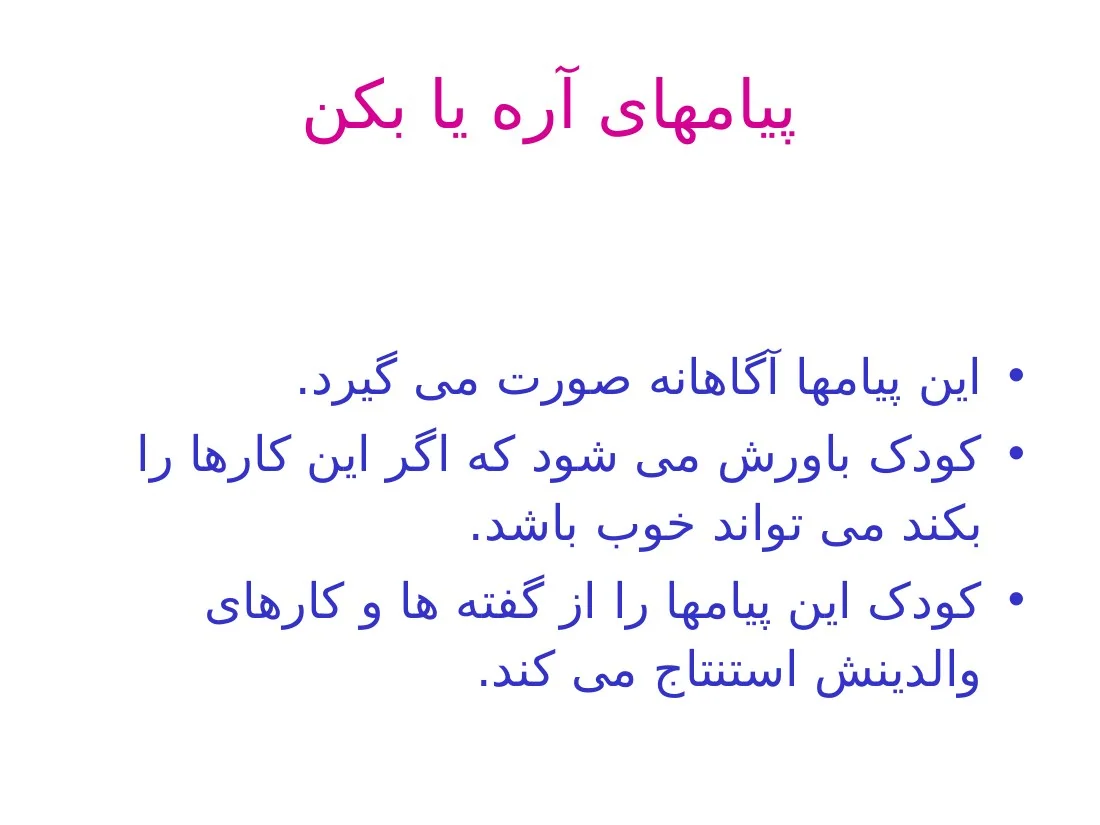 پیامهای آره یا بکن
• این پیامها آگاهانه صورت می گیرد.
• کودک باورش می شود که اگر این کارها را
بکند می تواند خوب باشد.
• کودک این پیامها را از گفته ها و کارهای
والدینش استنتاج می کند.